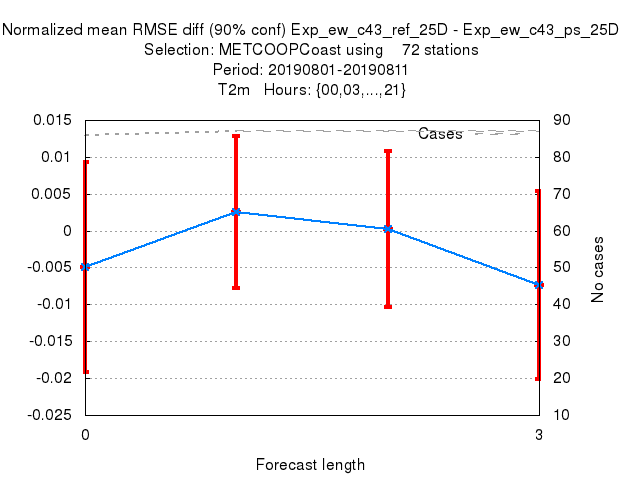 Normalized mean RMSE diff (90% conf) Exp_ew_c43_ref_25D - Exp_ew_c43_ps_25D
Selection: METCOOPCoast using 72 stations
Period: 20190801-20190811
T2m Hours: {00,03,...,21}
0.015
0.01
0.005
0
-0.005
-0.01
-0.015
-0.02
-0.025
Cases
90
80
70
60
50
40
30
20
10
No cases
0
3
Forecast length